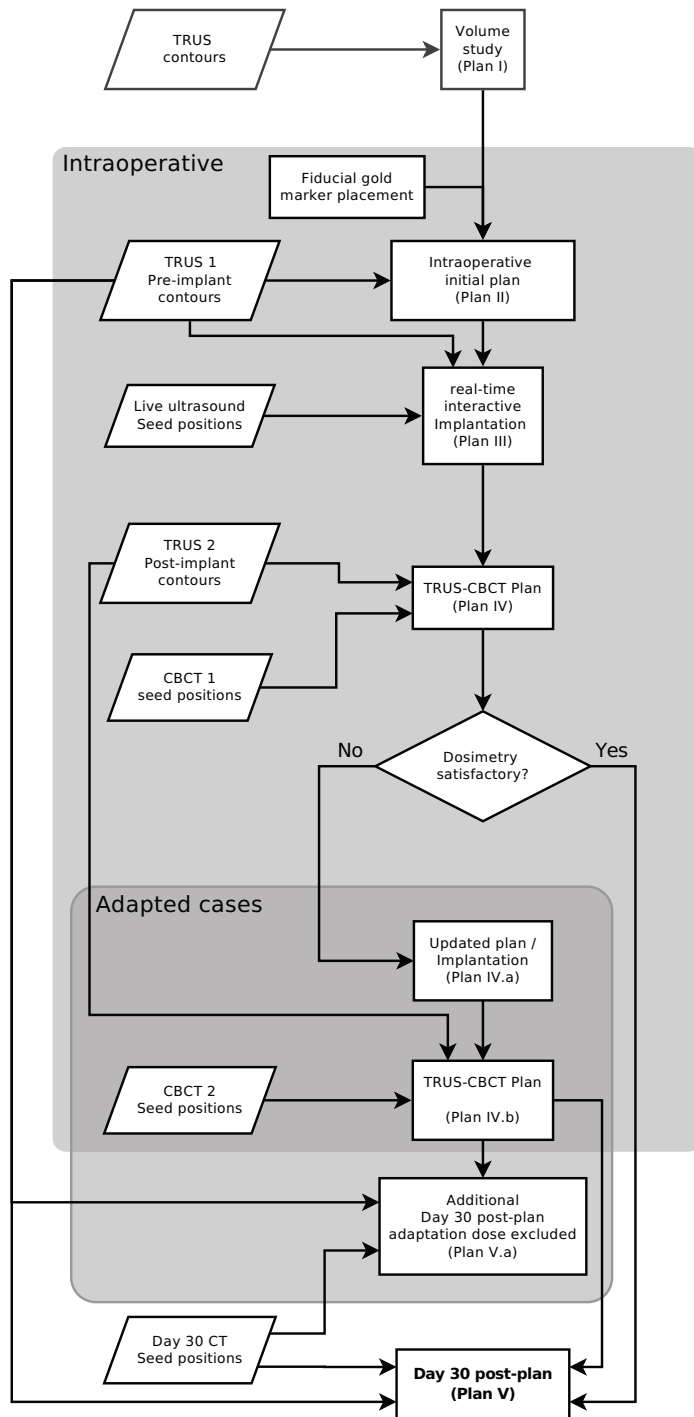 TRUS
contours
Volume
study
(Plan I)
Intraoperative
Fiducial gold
marker placement
TRUS 1
Pre-implant
contours
Intraoperative
initial plan
(Plan II)
real-time
interactive
Implantation
(Plan III)
Live ultrasound
Seed positions
TRUS 2
Post-implant
contours
TRUS-CBCT Plan
(Plan IV)
CBCT 1
seed positions
No
Dosimetry
satisfactory?
Yes
Adapted cases
Updated plan /
Implantation
(Plan IV.a)
CBCT 2
Seed positions
TRUS-CBCT Plan
(Plan IV.b)
Additional
Day 30 post-plan
adaptation dose excluded
(Plan V.a)
Day 30 CT
Seed positions
Day 30 post-plan
(Plan V)